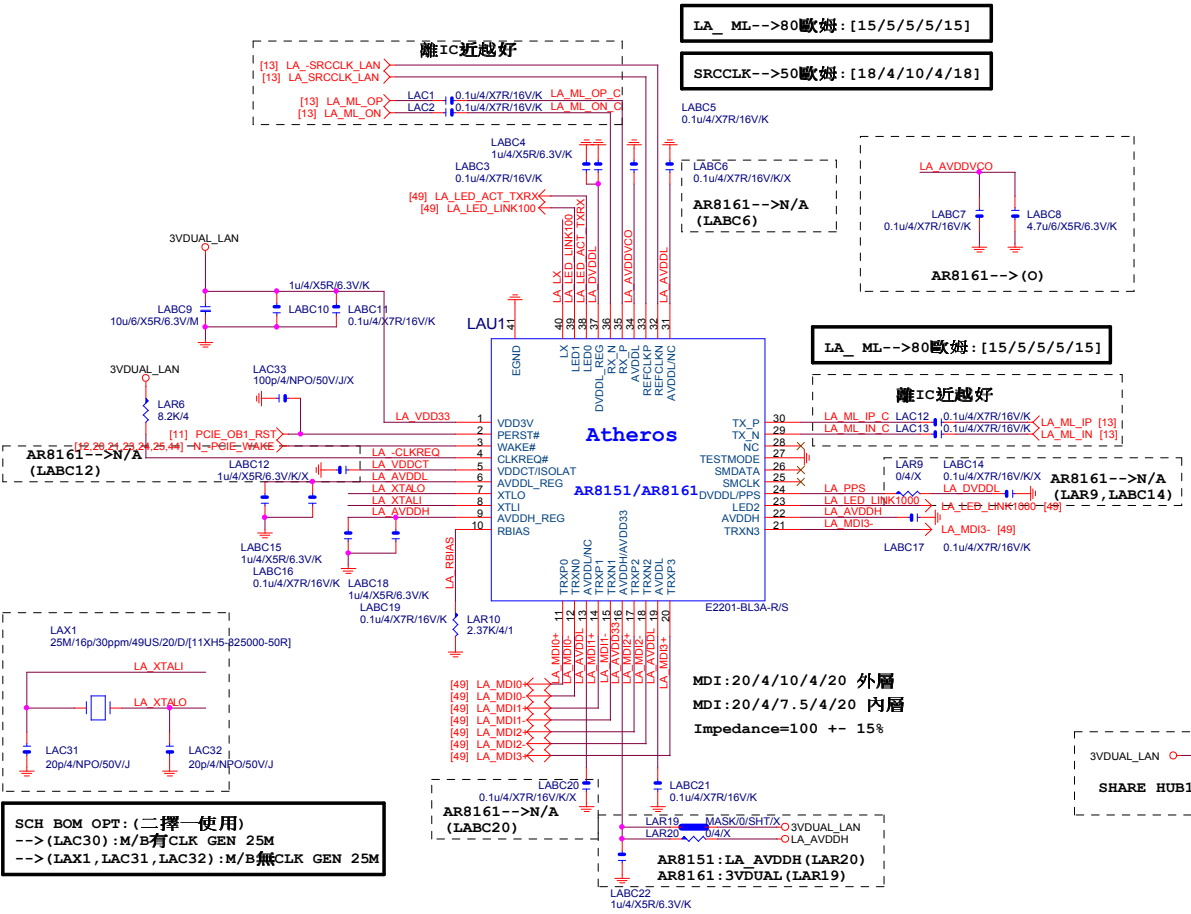 LA_ ML-->80歐姆:[15/5/5/5/15]
SRCCLK-->50歐姆:[18/4/10/4/18]
離IC近越好
[13] LA_-SRCCLK_LAN
[13] LA_SRCCLK_LAN
[13] LA_ML_OP LAC1 0.1u/4/X7R/16V/K LA_ML_OP_C
[13] LA_ML_ON LAC2 0.1u/4/X7R/16V/K LA_ML_ON_C
LABC5
0.1u/4/X7R/16V/K
LABC4
1u/4/X5R/6.3V/K
LABC3
0.1u/4/X7R/16V/K
LABC6
0.1u/4/X7R/16V/K/X
AR8161-->N/A
(LABC6)
LA_AVDDVCO
LABC7
0.1u/4/X7R/16V/K
LABC8
4.7u/6/X5R/6.3V/K
AR8161-->(O)
[49] LA_LED_ACT_TXRX
[49] LA_LED_LINK100
3VDUAL_LAN
1u/4/X5R/6.3V/K
LABC9
10u/6/X5R/6.3V/M
LABC10
LABC11
0.1u/4/X7R/16V/K
LA_LX
LA_LED_LINK100
LA_LED_ACT_TXRX
LA_DVDDL
LA_AVDDVCO
LA_AVDDL
LAU1
41 40 39 38 37 36 35 34 33 32 31
EGND
LX
LED1
LED0
DVDDL_REG
RX_N
RX_P
AVDDL
REFCLKP
REFCLKN
AVDDL/NC
LA_ ML-->80歐姆:[15/5/5/5/15]
離IC近越好
3VDUAL_LAN
LAR6
8.2K/4
LAC33
100p/4/NPO/50V/J/X
[11] PCIE_OB1_RST
[12,20,21,23,24,25,44] N_-PCIE_WAKE
AR8161-->N/A
(LABC12)
LABC12
1u/4/X5R/6.3V/K/X
LA_VDD33 1 VDD3V
2 PERST#
3 WAKE#
LA_-CLKREQ 4 CLKREQ#
LA_VDDCT 5 VDDCT/ISOLAT
LA_AVDDL 6 AVDDL_REG
LA_XTALO 7 XTLO
LA_XTALI 8 XTLI
LA_AVDDH 9 AVDDH_REG
10 RBIAS
Atheros
AR8151/AR8161
TX_P 30 LA_ML_IP_C LAC12 0.1u/4/X7R/16V/K LA_ML_IP [13]
TX_N 29 LA_ML_IN_C LAC13 0.1u/4/X7R/16V/K LA_ML_IN [13]
NC 28
TESTMODE 27
SMDATA 26
SMCLK 25
DVDDL/PPS 24 LA_PPS
LED2 23 LA_LED_LINK1000 LA_LED_LINK1000 [49]
AVDDH 22 LA_AVDDH
TRXN3 21 LA_MDI3- LA_MDI3- [49]
LAR9
0/4/X
LABC14
0.1u/4/X7R/16V/K/X
LA_DVDDL
AR8161-->N/A
(LAR9,LABC14)
LABC17 0.1u/4/X7R/16V/K
LABC15
1u/4/X5R/6.3V/K
LABC16
0.1u/4/X7R/16V/K
LABC18
1u/4/X5R/6.3V/K
LABC19
0.1u/4/X7R/16V/K
LA_RBIAS
LAR10
2.37K/4/1
TRXP0
TRXN0
AVDDL/NC
TRXP1
TRXN1
AVDDH/AVDD33
TRXP2
TRXN2
AVDDL
TRXP3
E2201-BL3A-R/S
11 12 13 14 15 16 17 18 19 20
LA_MDI0+
LA_MDI0-
LA_AVDDL
LA_MDI1+
LA_MDI1-
LA_AVDD33
LA_MDI2+
LA_MDI2-
LA_AVDDL
LA_MDI3+
LAX1
25M/16p/30ppm/49US/20/D/[11XH5-825000-50R]
LA_XTALI
LA_XTALO
LAC31
20p/4/NPO/50V/J
LAC32
20p/4/NPO/50V/J
[49] LA_MDI0+
[49] LA_MDI0-
[49] LA_MDI1+
[49] LA_MDI1-
[49] LA_MDI2+
[49] LA_MDI2-
[49] LA_MDI3+
MDI:20/4/10/4/20 外層
MDI:20/4/7.5/4/20 內層
Impedance=100 +- 15%
3VDUAL_LAN
SHARE HUB1
LABC20
0.1u/4/X7R/16V/K/X
AR8161-->N/A
(LABC20)
LABC21
0.1u/4/X7R/16V/K
LAR19 MASK/0/SHT/X 3VDUAL_LAN
LAR20 0/4/X LA_AVDDH
AR8151:LA_AVDDH(LAR20)
AR8161:3VDUAL(LAR19)
LABC22
1u/4/X5R/6.3V/K
SCH BOM OPT:(二擇一使用)
-->(LAC30):M/B有CLK GEN 25M
-->(LAX1,LAC31,LAC32):M/B無CLK GEN 25M